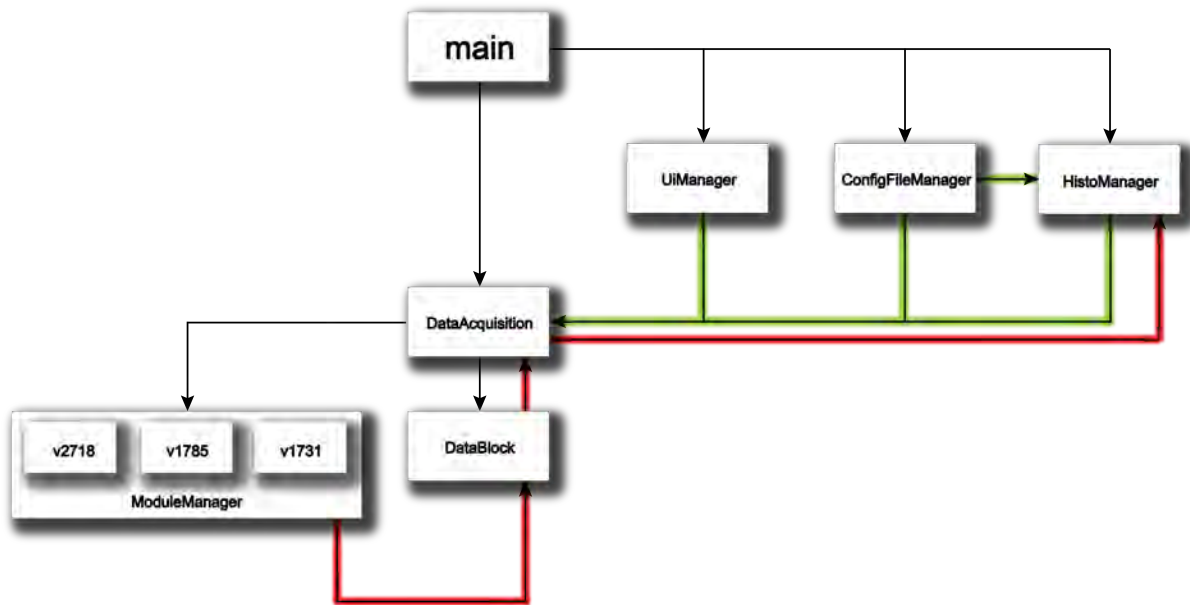 main
UiManager
ConfigFileManager
HistoManager
DataAcquisition
v2718
v1785
v1731
ModuleManager
DataBlock